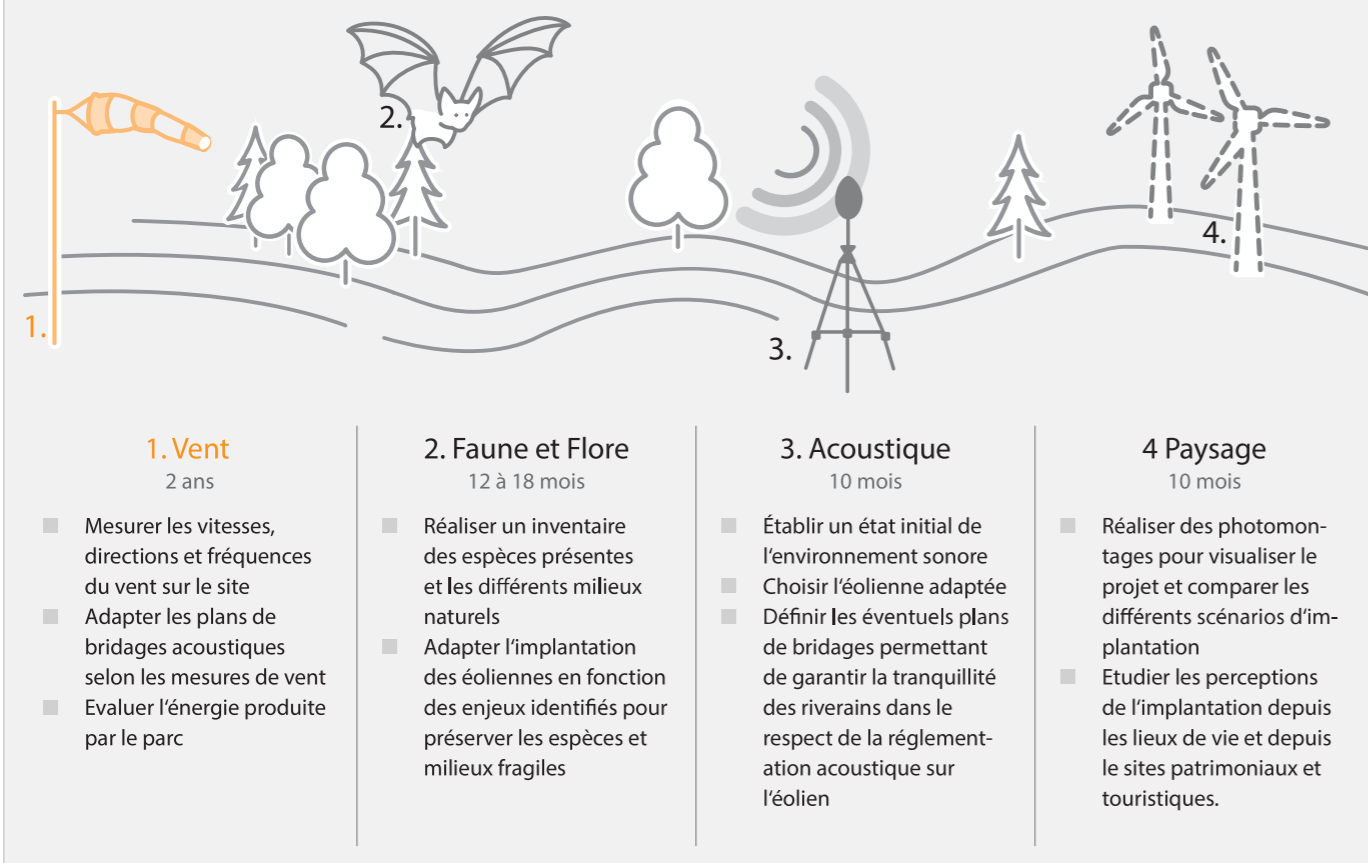 2.
4.
1.
3.
1. Vent
2 ans
Mesurer les vitesses,
directions et fréquences
du vent sur le site
Adapter les plans de
bridages acoustiques
selon les mesures de vent
Evaluer l'énergie produite
par le parc
2. Faune et Flore
12 à 18 mois
Réaliser un inventaire
des espèces présentes
et les différents milieux
naturels
Adapter l'implantation
des éoliennes en fonction
des enjeux identifiés pour
préserver les espèces et
milieux fragiles
3. Acoustique
10 mois
Établir un état initial de
l'environnement sonore
Choisir l'éolienne adaptée
Définir les éventuels plans
de bridages permettant
de garantir la tranquillité
des riverains dans le
respect de la réglement-
ation acoustique sur
l'éolien
4 Paysage
10 mois
Réaliser des photomon-
tages pour visualiser le
projet et comparer les
différents scénarios d'im-
plantation
Etudier les perceptions
de l'implantation depuis
les lieux de vie et depuis
le sites patrimoniaux et
touristiques.